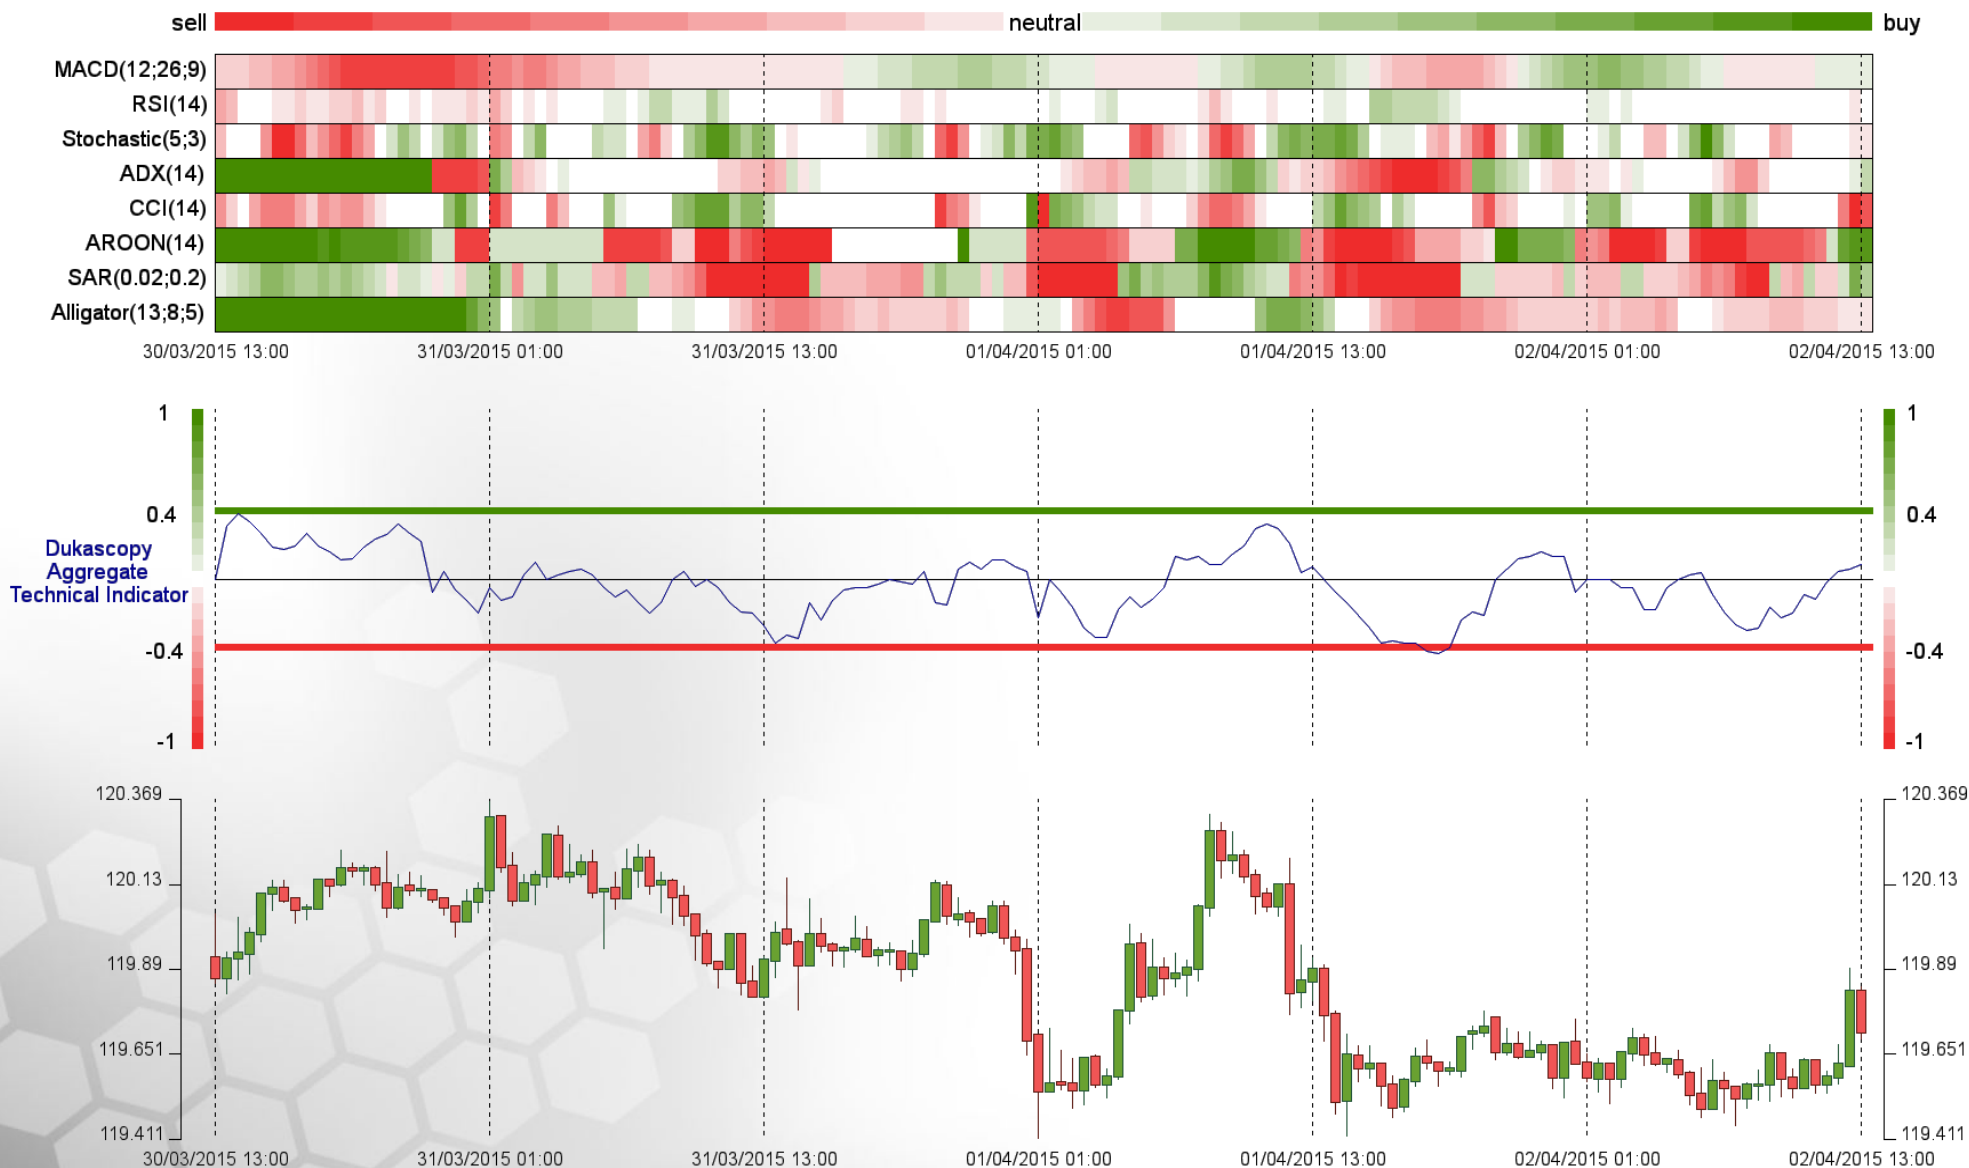 sell neutral buy
MACD(12;26;9)
RSI(14)
Stochastic(5;3)
ADX(14)
CCI(14)
AROON(14)
SAR(0.02;0.2)
Alligator(13;8;5)
30/03/2015 13:00 31/03/2015 01:00 31/03/2015 13:00 01/04/2015 01:00 01/04/2015 13:00 02/04/2015 01:00 02/04/2015 13:00
1 1
0.4 0.4
Dukascopy
Aggregate
Technical Indicator
-0.4 -0.4
-1 -1
120.369 120.369
120.13 120.13
119.89 119.89
119.651 119.651
119.411 119.411
30/03/2015 13:00 31/03/2015 01:00 31/03/2015 13:00 01/04/2015 01:00 01/04/2015 13:00 02/04/2015 01:00 02/04/2015 13:00